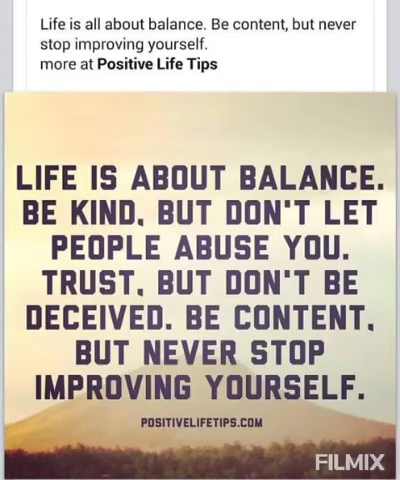 Life is all about balance. Be content, but never
stop improving yourself.
more at Positive Life Tips
LIFE IS ABOUT BALANCE.
BE KIND, BUT DON'T LET
PEOPLE ABUSE YOU.
TRUST, BUT DON'T BE
DECEIVED. BE CONTENT,
BUT NEVER STOP
IMPROVING YOURSELF.
POSITIVELIFETIPS.COM
FILMIX